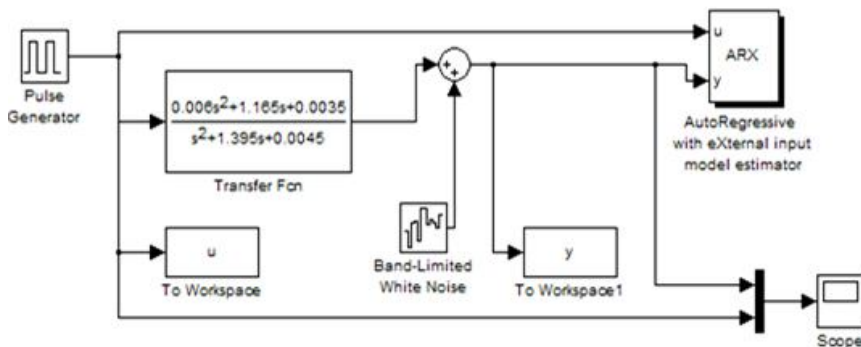 u
ARX
y
Pulse
Generator
0.006s²+1.165s+0.0035
s²+1.395s+0.0045
Transfer Fcn
++
AutoRegressive
with eXternal input
model estimator
u
To Workspace
Band-Limited
White Noise
y
To Workspace1
Scope